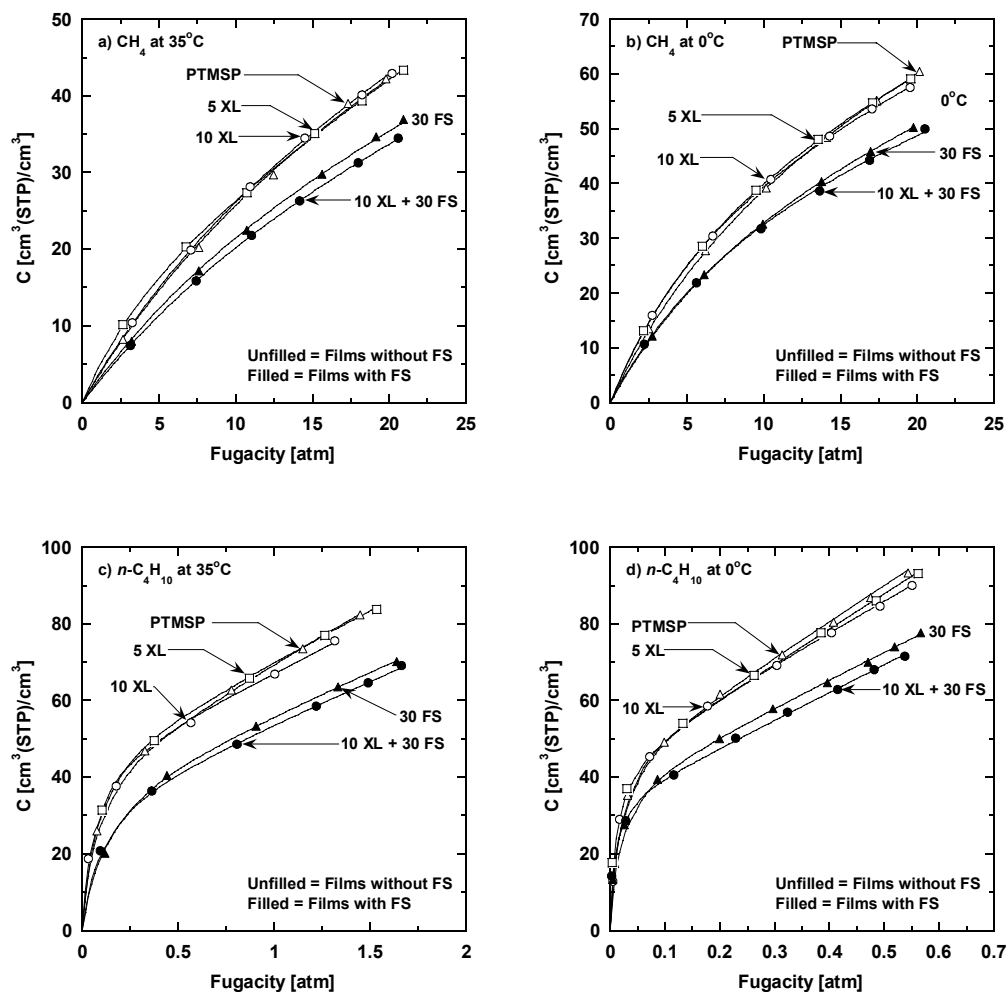 a) CH4 at 35oC
PTMSP
5 XL
10 XL
30 FS
10 XL + 30 FS
Unfilled = Films without FS
Filled = Films with FS
C [cm3(STP)/cm3]
50
40
30
20
10
0
0 5 10 15 20 25
Fugacity [atm]
b) CH4 at 0oC
PTMSP
0oC
5 XL
10 XL
30 FS
10 XL + 30 FS
Unfilled = Films without FS
Filled = Films with FS
C [cm3(STP)/cm3]
70
60
50
40
30
20
10
0
0 5 10 15 20 25
Fugacity [atm]
c) n-C4H10 at 35oC
PTMSP
5 XL
10 XL
30 FS
10 XL + 30 FS
Unfilled = Films without FS
Filled = Films with FS
C [cm3(STP)/cm3]
100
80
60
40
20
0
0 0.5 1 1.5 2
Fugacity [atm]
d) n-C4H10 at 0oC
PTMSP
5 XL
10 XL
30 FS
10 XL + 30 FS
Unfilled = Films without FS
Filled = Films with FS
C [cm3(STP)/cm3]
100
80
60
40
20
0
0 0.1 0.2 0.3 0.4 0.5 0.6 0.7
Fugacity [atm]